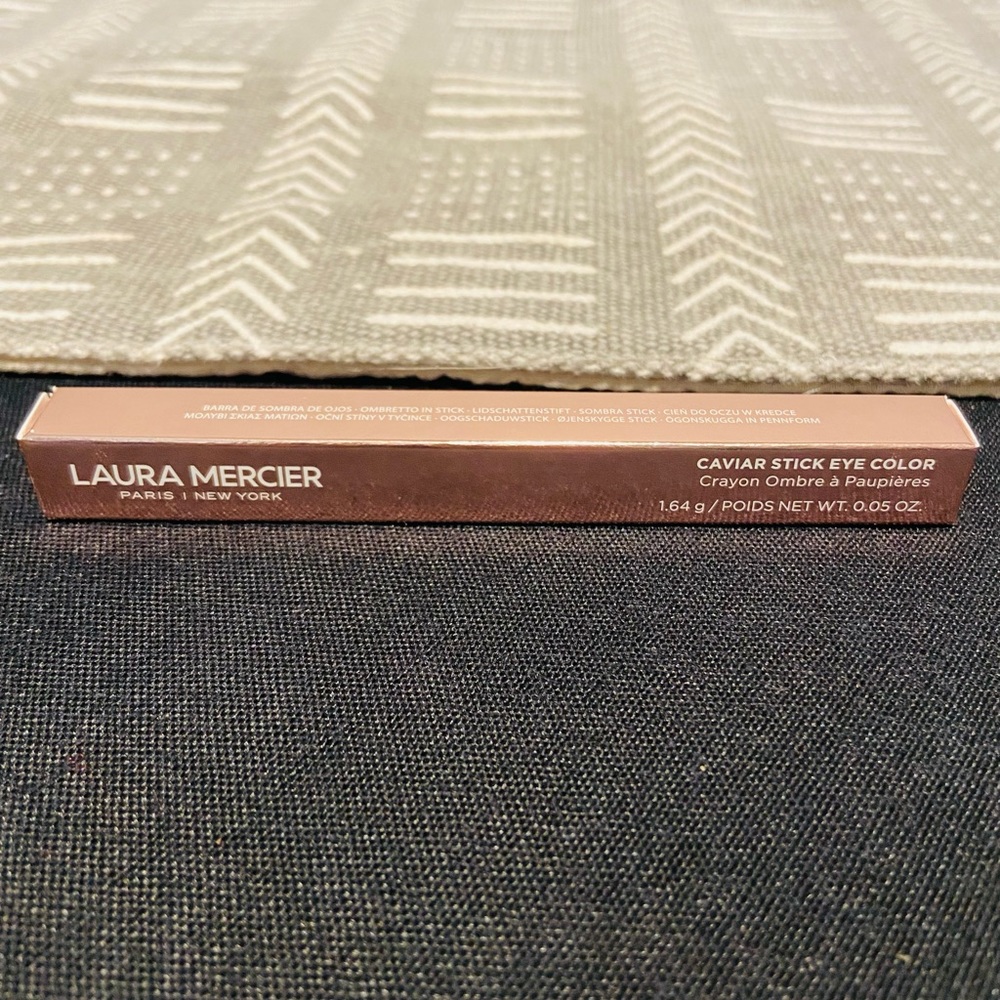 BARRA DE SOMBRA DE OJOS · OMBRETTO IN STICK · LIDSCHATTENSTIFT · SOMBRA STICK · CIEŃ DO OCZU W KREDCE
ΜΟΛΥΒΙ ΣΚΙΑΣ ΜΑΤΙΩΝ · OČNÍ STÍNY V TYČINCE · OOGSCHADUWSTICK · ØJENSKYGGE STICK · ÖGONSKUGGA IN PENNFORM
LAURA MERCIER
PARIS | NEW YORK
CAVIAR STICK EYE COLOR
Crayon Ombre à Paupières
1.64 g / POIDS NET WT. 0.05 OZ.